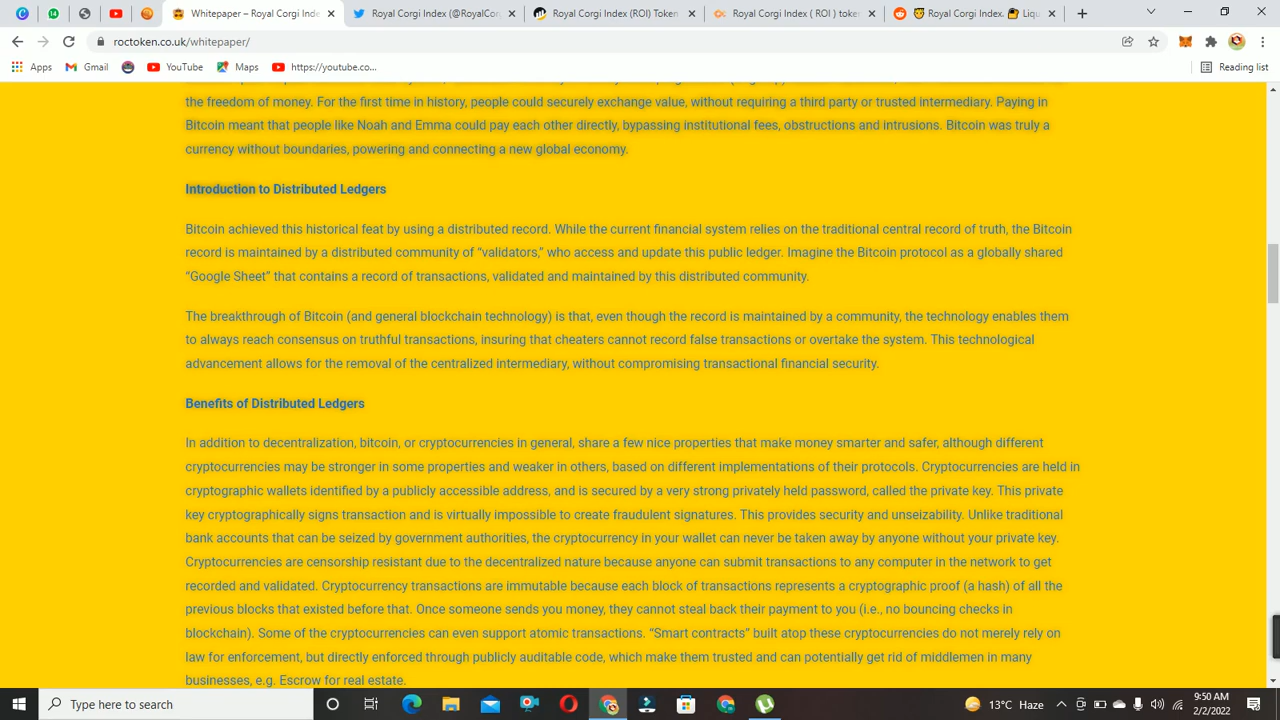 Whitepaper – Royal Corgi Index
Royal Corgi Index (@RoyalCor
Royal Corgi Index (ROI) Token
Royal Corgi Index (ROI ) token
Royal Corgi Index.
Liqu
roctoken.co.uk/whitepaper/
Apps
Gmail
YouTube
Maps
https://youtube.co...
Reading list
the freedom of money. For the first time in history, people could securely exchange value, without requiring a third party or trusted intermediary. Paying in
Bitcoin meant that people like Noah and Emma could pay each other directly, bypassing institutional fees, obstructions and intrusions. Bitcoin was truly a
currency without boundaries, powering and connecting a new global economy.
Introduction to Distributed Ledgers
Bitcoin achieved this historical feat by using a distributed record. While the current financial system relies on the traditional central record of truth, the Bitcoin
record is maintained by a distributed community of “validators,” who access and update this public ledger. Imagine the Bitcoin protocol as a globally shared
“Google Sheet” that contains a record of transactions, validated and maintained by this distributed community.
The breakthrough of Bitcoin (and general blockchain technology) is that, even though the record is maintained by a community, the technology enables them
to always reach consensus on truthful transactions, insuring that cheaters cannot record false transactions or overtake the system. This technological
advancement allows for the removal of the centralized intermediary, without compromising transactional financial security.
Benefits of Distributed Ledgers
In addition to decentralization, bitcoin, or cryptocurrencies in general, share a few nice properties that make money smarter and safer, although different
cryptocurrencies may be stronger in some properties and weaker in others, based on different implementations of their protocols. Cryptocurrencies are held in
cryptographic wallets identified by a publicly accessible address, and is secured by a very strong privately held password, called the private key. This private
key cryptographically signs transaction and is virtually impossible to create fraudulent signatures. This provides security and unseizability. Unlike traditional
bank accounts that can be seized by government authorities, the cryptocurrency in your wallet can never be taken away by anyone without your private key.
Cryptocurrencies are censorship resistant due to the decentralized nature because anyone can submit transactions to any computer in the network to get
recorded and validated. Cryptocurrency transactions are immutable because each block of transactions represents a cryptographic proof (a hash) of all the
previous blocks that existed before that. Once someone sends you money, they cannot steal back their payment to you (i.e., no bouncing checks in
blockchain). Some of the cryptocurrencies can even support atomic transactions. “Smart contracts” built atop these cryptocurrencies do not merely rely on
law for enforcement, but directly enforced through publicly auditable code, which make them trusted and can potentially get rid of middlemen in many
businesses, e.g. Escrow for real estate.
Type here to search
13°C Haze
9:50 AM
2/2/2022